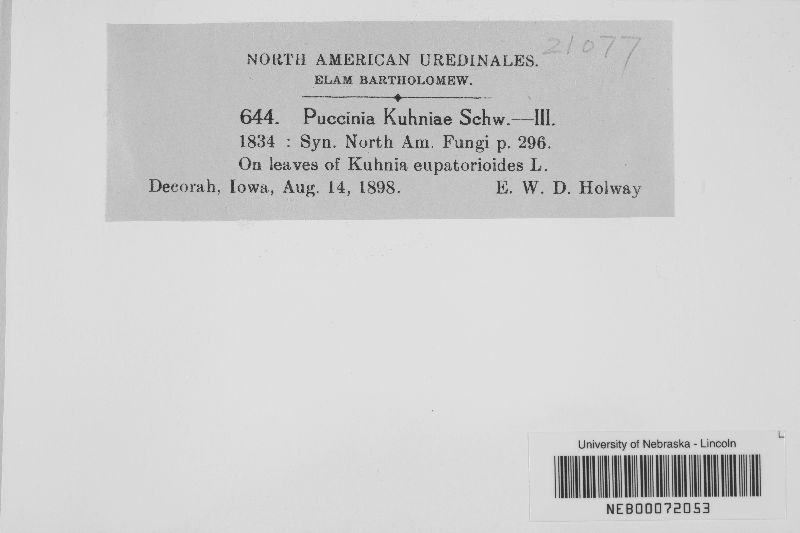 21077
NORTH AMERICAN UREDINALES.
ELAM BARTHOLOMEW.
644. Puccinia Kuhniae Schw.—III.
1834 : Syn. North Am. Fungi p. 296.
On leaves of Kuhnia eupatorioides L.
Decorah, Iowa, Aug. 14, 1898. E. W. D. Holway
University of Nebraska - Lincoln
NEB00072053